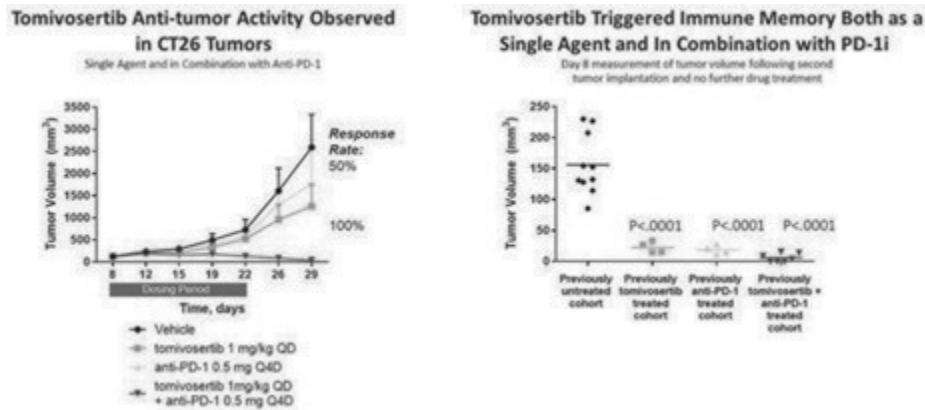 Tomivosertib Anti-tumor Activity Observed
in CT26 Tumors
Single Agent and in Combination with Anti-PD-1
Tumor Volume (mm³)
3500
3000
2500
2000
1500
1000
500
0
8 12 15 19 22 26 29
Dosing Period
Time, days
Response
Rate:
50%
100%
Vehicle
tomivosertib 1 mg/kg QD
anti-PD-1 0.5 mg Q4D
tomivosertib 1mg/kg QD
+ anti-PD-1 0.5 mg Q4D
Tomivosertib Triggered Immune Memory Both as a
Single Agent and In Combination with PD-1i
Day 8 measurement of tumor volume following second
tumor implantation and no further drug treatment
Tumor Volume (mm³)
250
200
150
100
50
0
P<.0001 P<.0001 P<.0001
Previously
untreated
cohort
Previously
tomivosertib
treated
cohort
Previously
anti-PD-1
treated
cohort
Previously
tomivosertib +
anti-PD-1
treated
cohort